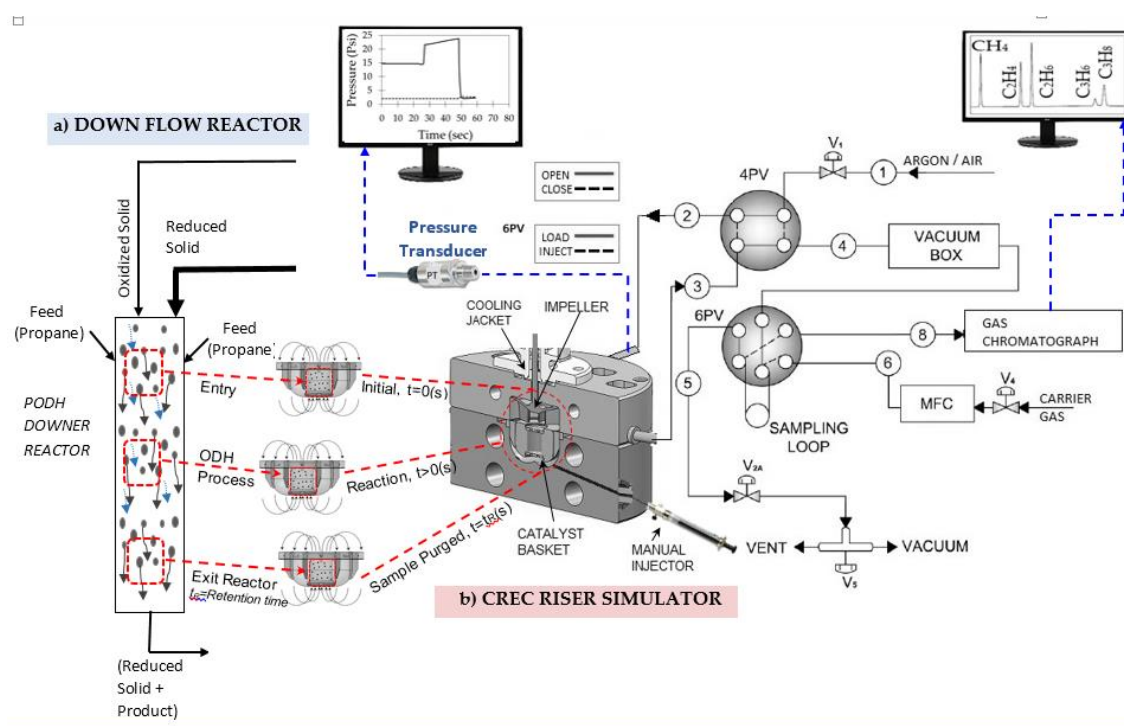 Pressure (Psi)
25
20
15
10
5
0
0 10 20 30 40 50 60 70 80
Time (sec)
CH₄
C₂H₄
C₂H₆
C₃H₆
C₃H₈
a) DOWN FLOW REACTOR
Oxidized Solid
Reduced
Solid
Feed
(Propane)
Feed
(Propane)
PODH
DOWNER
REACTOR
Entry
ODH
Process
Exit Reactor
tR=Retention time
(Reduced
Solid +
Product)
Initial, t=0(s)
Reaction, t>0(s)
Sample Purged, t=tR(s)
Pressure
Transducer
PT
OPEN
CLOSE
6PV
LOAD
INJECT
COOLING
JACKET
IMPELLER
CATALYST
BASKET
MANUAL
INJECTOR
b) CREC RISER SIMULATOR
V₁
1
ARGON / AIR
4PV
2
3
4
VACUUM
BOX
6PV
5
8
GAS
CHROMATOGRAPH
6
MFC
V₄
CARRIER
GAS
SAMPLING
LOOP
V₂A
VENT
VACUUM
V₅